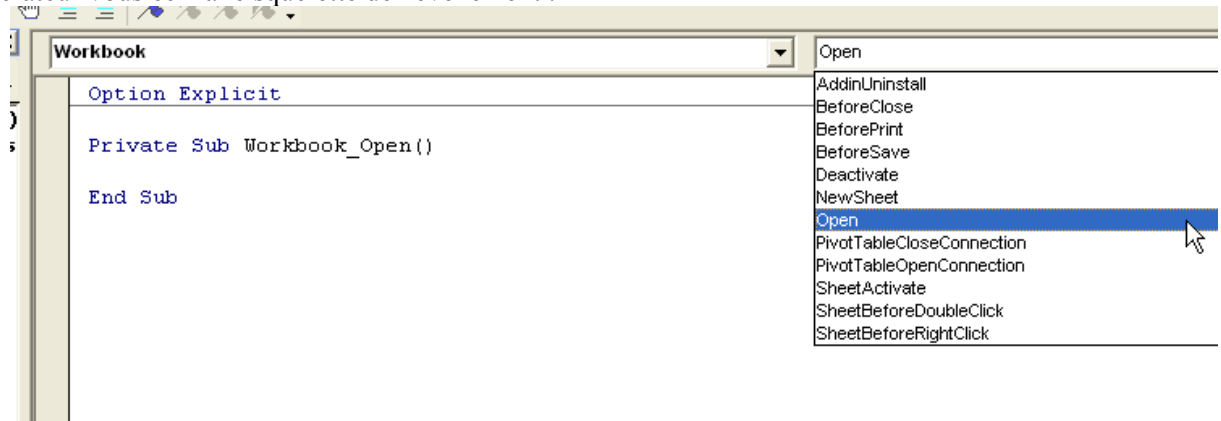 Workbook
Open
Option Explicit
Private Sub Workbook_Open()
End Sub
AddinUninstall
BeforeClose
BeforePrint
BeforeSave
Deactivate
NewSheet
Open
PivotTableCloseConnection
PivotTableOpenConnection
SheetActivate
SheetBeforeDoubleClick
SheetBeforeRightClick